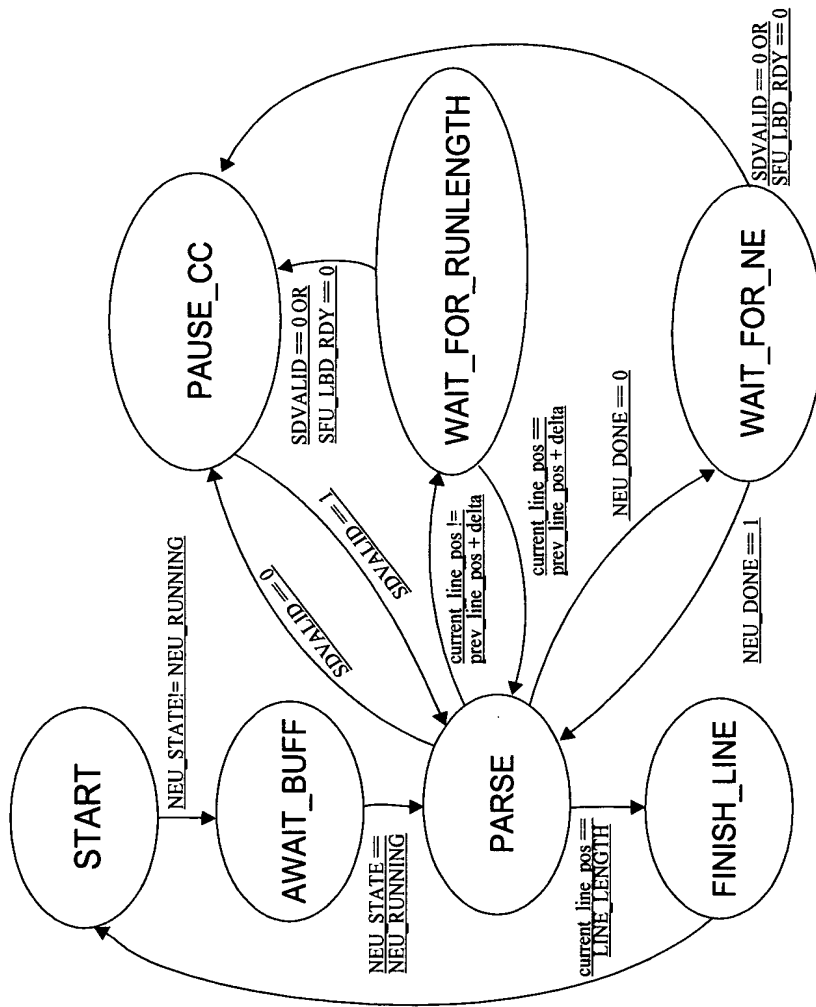 START
NEU_STATE!= NEU_RUNNING
AWAIT_BUFF
NEU_STATE ==
NEU_RUNNING
PARSE
current_line_pos ==
LINE_LENGTH
FINISH_LINE
PAUSE_CC
SDVALID == 0
SDVALID == 1
SDVALID == 0 OR
SFU_LBD_RDY == 0
WAIT_FOR_RUNLENGTH
current_line_pos !=
prev_line_pos + delta
current_line_pos ==
prev_line_pos + delta
NEU_DONE == 0
NEU_DONE == 1
WAIT_FOR_NE
SDVALID == 0 OR
SFU_LBD_RDY == 0